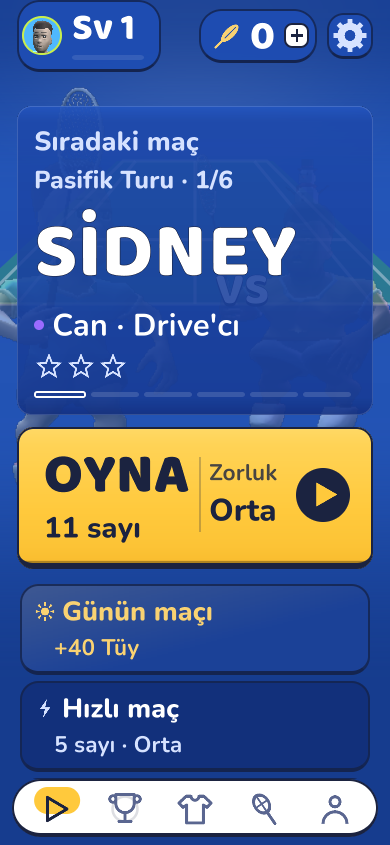 Sv 1
0
Sıradaki maç
Pasifik Turu · 1/6
SİDNEY
VS
Can · Drive'cı
OYNA
11 sayı
Zorluk
Orta
Günün maçı
+40 Tüy
Hızlı maç
5 sayı · Orta